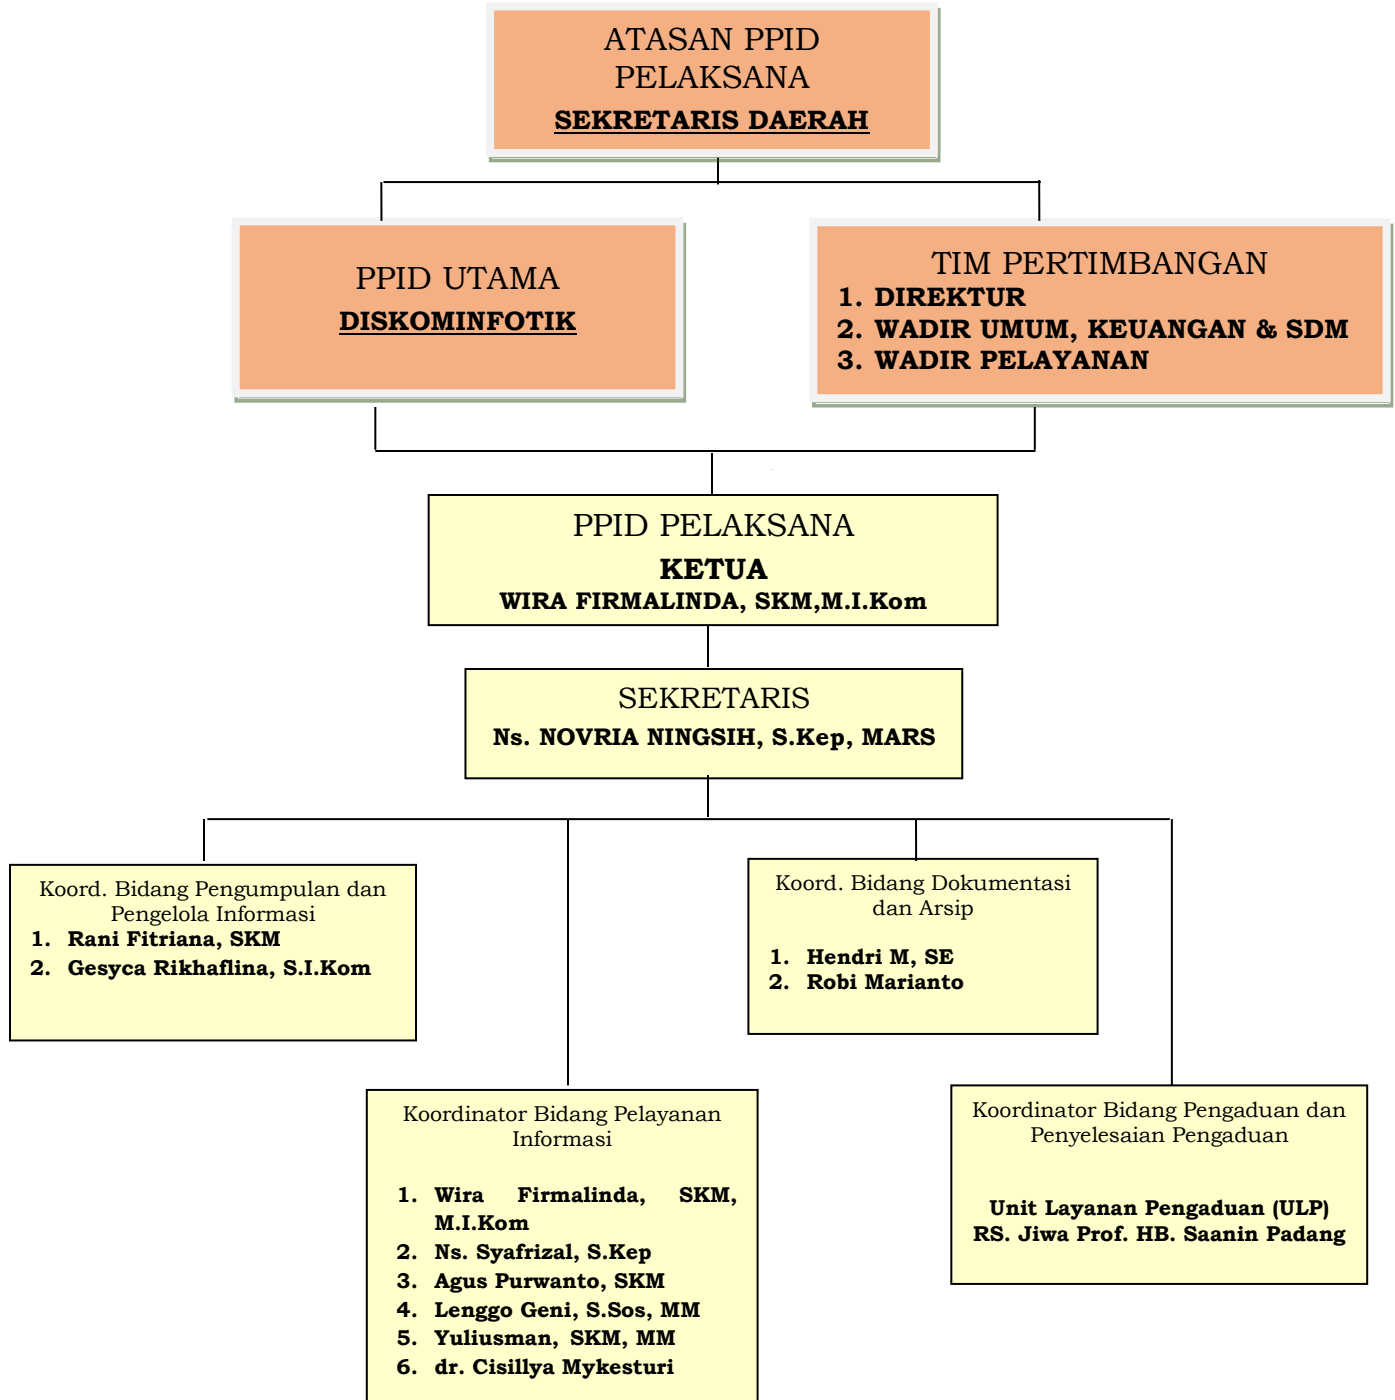 ATASAN PPID
PELAKSANA
SEKRETARIS DAERAH
PPID UTAMA
DISKOMINFOTIK
TIM PERTIMBANGAN
1. DIREKTUR
2. WADIR UMUM, KEUANGAN & SDM
3. WADIR PELAYANAN
PPID PELAKSANA
KETUA
WIRA FIRMALINDA, SKM,M.I.Kom
SEKRETARIS
Ns. NOVRIA NINGSIH, S.Kep, MARS
Koord. Bidang Pengumpulan dan
Pengelola Informasi
1. Rani Fitriana, SKM
2. Gesyca Rikhaflina, S.I.Kom
Koord. Bidang Dokumentasi
dan Arsip
1. Hendri M, SE
2. Robi Marianto
Koordinator Bidang Pelayanan
Informasi
1. Wira Firmalinda, SKM,
M.I.Kom
2. Ns. Syafrizal, S.Kep
3. Agus Purwanto, SKM
4. Lenggo Geni, S.Sos, MM
5. Yuliusman, SKM, MM
6. dr. Cisillya Mykesturi
Koordinator Bidang Pengaduan dan
Penyelesaian Pengaduan
Unit Layanan Pengaduan (ULP)
RS. Jiwa Prof. HB. Saanin Padang